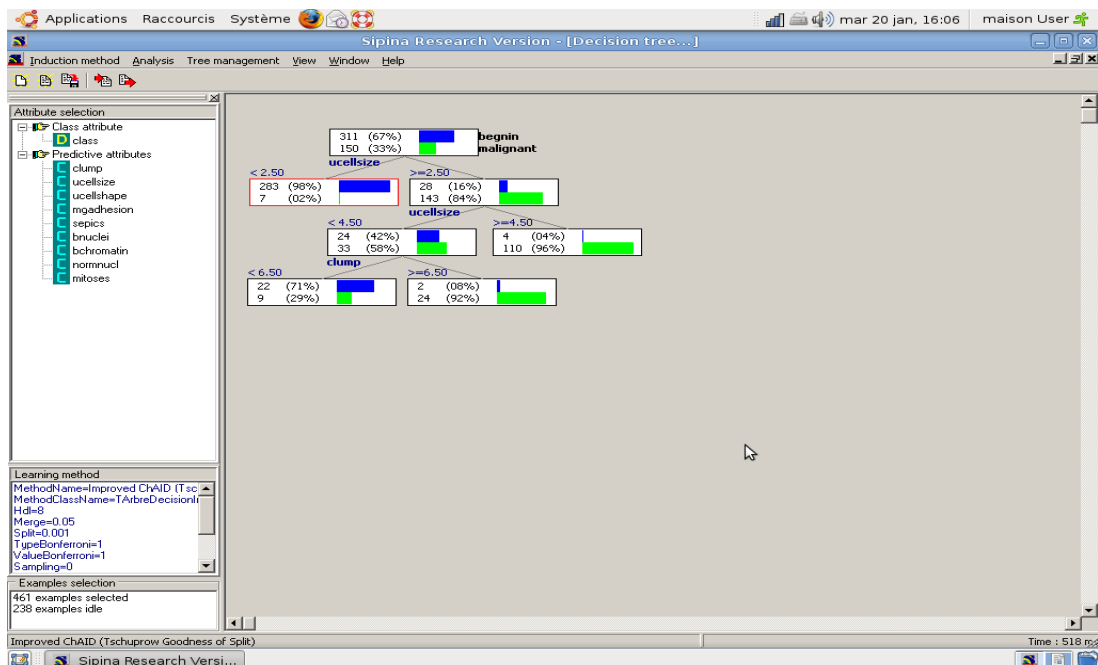 Applications Raccourcis Système mar 20 jan, 16:06 maison User
Sipina Research Version - [Decision tree...]
Induction method Analysis Tree management View Window Help
Attribute selection
Class attribute
D class
Predictive attributes
C clump
C ucellsize
C ucellshape
C mgadhesion
C sepics
C bnuclei
C bchromatin
C normnucl
C mitoses
311 (67%) begnin
150 (33%) malignant
ucellsize
< 2.50 >=2.50
283 (98%) 28 (16%)
7 (02%) 143 (84%)
ucellsize
< 4.50 >=4.50
24 (42%) 4 (04%)
33 (58%) 110 (96%)
clump
< 6.50 >=6.50
22 (71%) 2 (08%)
9 (29%) 24 (92%)
Learning method
MethodName=Improved ChAID (Tsc
MethodClassName=TArbreDecisionI
Hdl=8
Merge=0.05
Split=0.001
TypeBonferroni=1
ValueBonferroni=1
Sampling=0
Examples selection
461 examples selected
238 examples idle
Improved ChAID (Tschuprow Goodness of Split) Time : 518 ms
Sipina Research Versi...